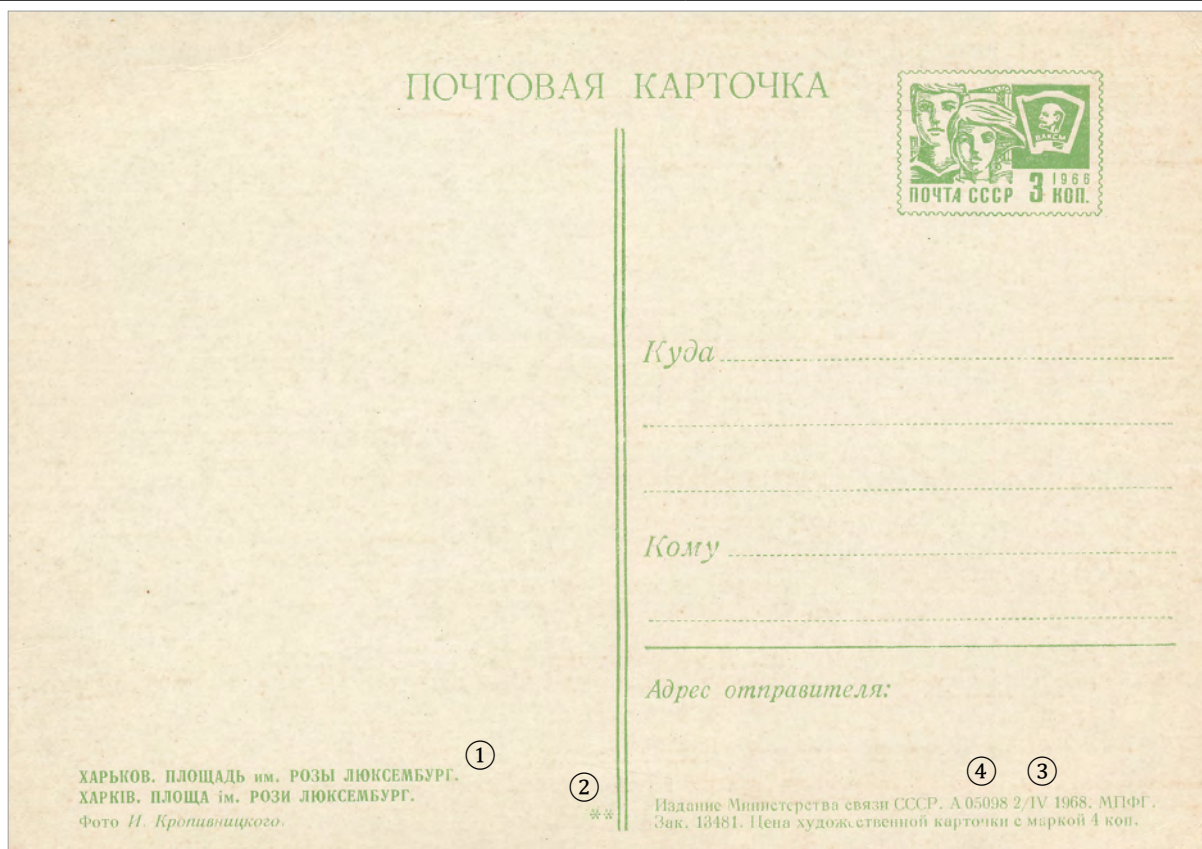 ПОЧТОВАЯ КАРТОЧКА
ВЛКСМ
1966
ПОЧТА СССР 3 КОП.
Куда
Кому
Адрес отправителя:
①
ХАРЬКОВ. ПЛОЩАДЬ им. РОЗЫ ЛЮКСЕМБУРГ.
ХАРКІВ. ПЛОЩА ім. РОЗИ ЛЮКСЕМБУРГ.
Фото И. Кропивницкого.
②
**
④ ③
Издание Министерства связи СССР. А 05098 2/IV 1968. МПФГ.
Зак. 13481. Цена художественной карточки с маркой 4 коп.